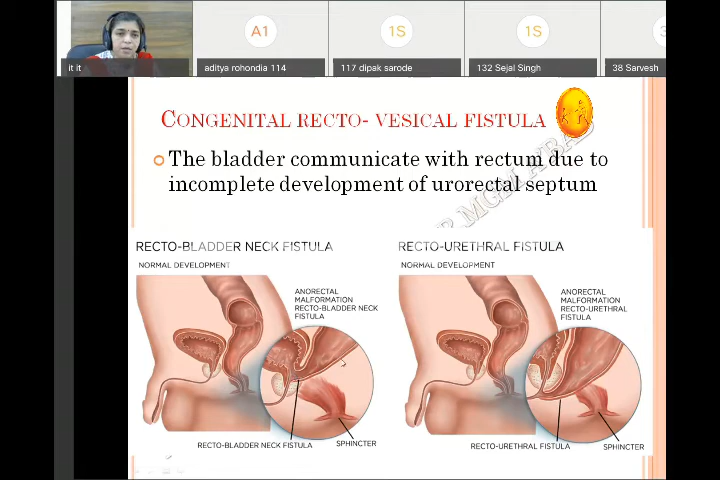 A1
1S
1S
it it
aditya rohondia 114
117 dipak sarode
132 Sejal Singh
38 Sarvesh
CONGENITAL RECTO- VESICAL FISTULA
The bladder communicate with rectum due to
incomplete development of urorectal septum
MGM
RECTO-BLADDER NECK FISTULA
NORMAL DEVELOPMENT
ANORECTAL
MALFORMATION
RECTO-BLADDER NECK
FISTULA
RECTO-BLADDER NECK FISTULA
SPHINCTER
RECTO-URETHRAL FISTULA
NORMAL DEVELOPMENT
ANORECTAL
MALFORMATION
RECTO-URETHRAL
FISTULA
RECTO-URETHRAL FISTULA
SPHINCTER